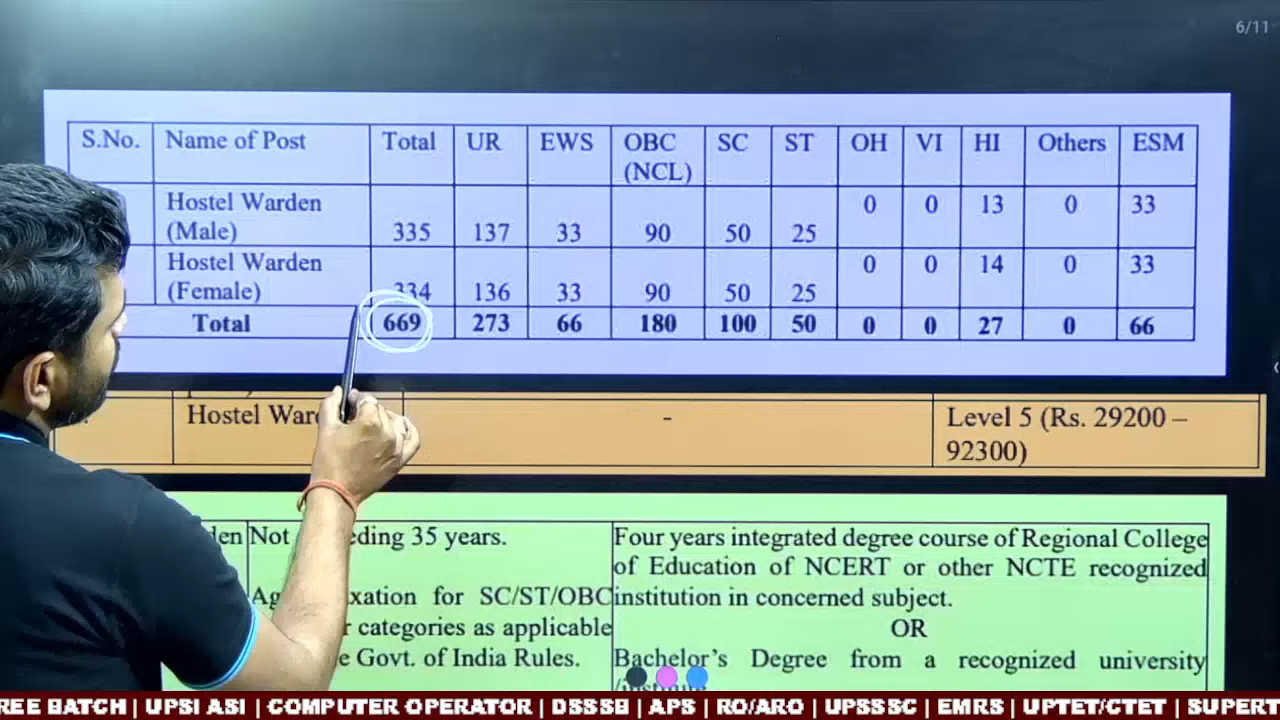 6/11
S.No. Name of Post Total UR EWS OBC (NCL) SC ST OH VI HI Others ESM
Hostel Warden (Male) 335 137 33 90 50 25 0 0 13 0 33
Hostel Warden (Female) 334 136 33 90 50 25 0 0 14 0 33
Total 669 273 66 180 100 50 0 0 27 0 66
Hostel - Level 5 (Rs. 29200 –
92300)
Not 35 years.
for SC/ST/OBC
categories as applicable
Govt. of India Rules.
Four years integrated degree course of Regional College
of Education of NCERT or other NCTE recognized
institution in concerned subject.
OR
Bachelor's Degree from a recognized university
BATCH | UPSI ASI | COMPUTER OPERATOR | DSSSB | APS | RO/ARO | UPSSSC | EMRS | UPTET/CTET |